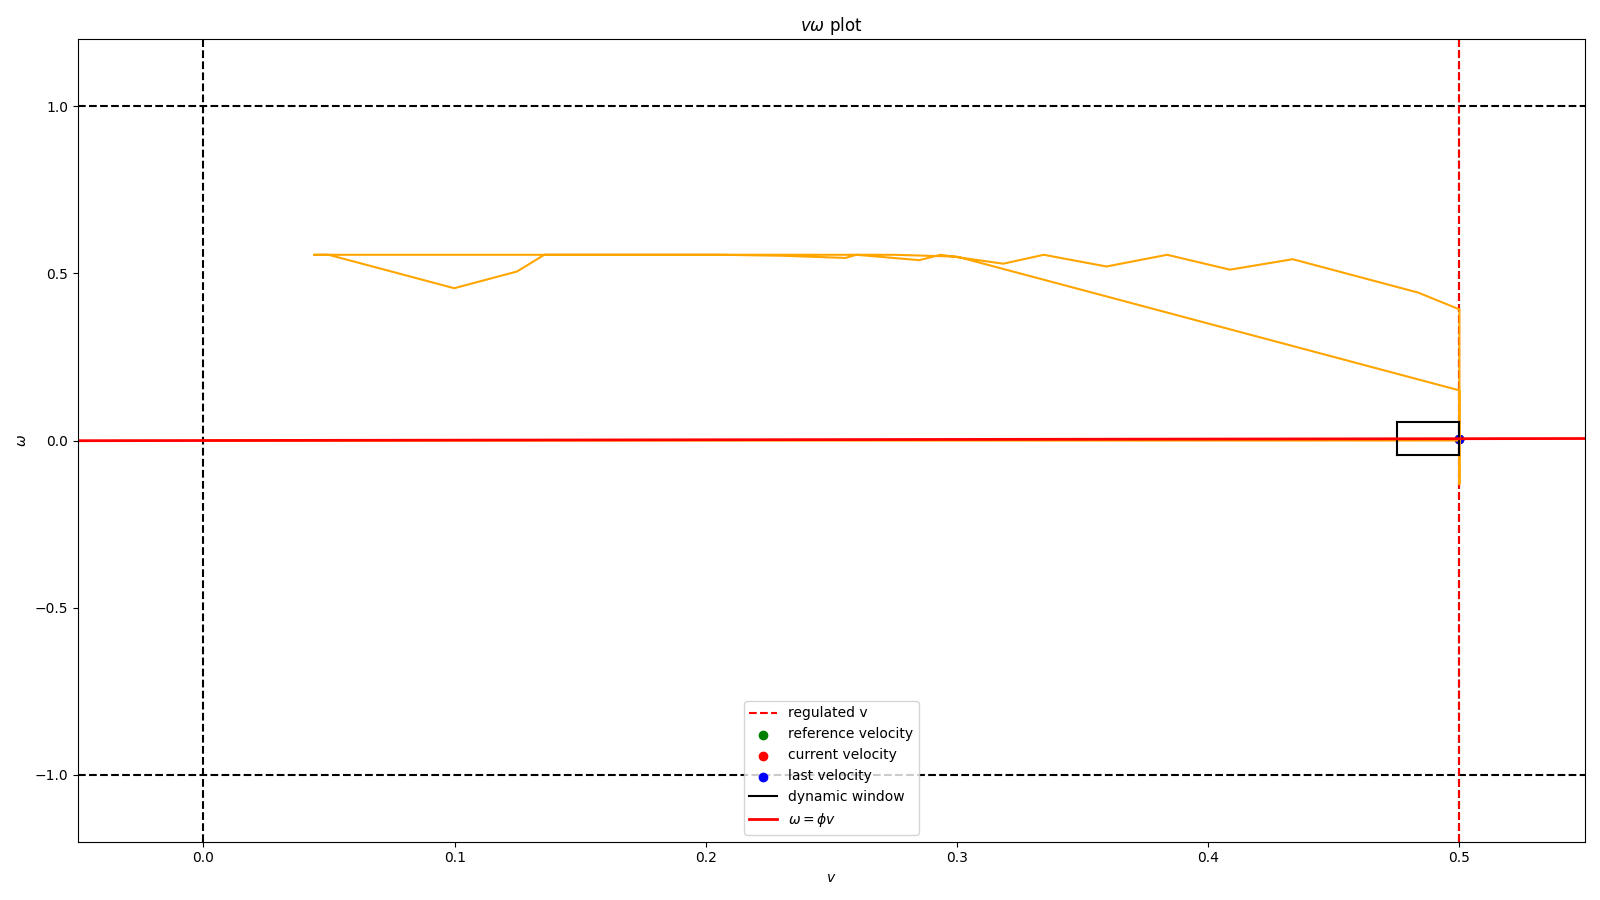 vω plot
1.0
0.5
0.0
−0.5
−1.0
ω
regulated v
reference velocity
current velocity
last velocity
dynamic window
ω = ϕv
0.0 0.1 0.2 0.3 0.4 0.5
v